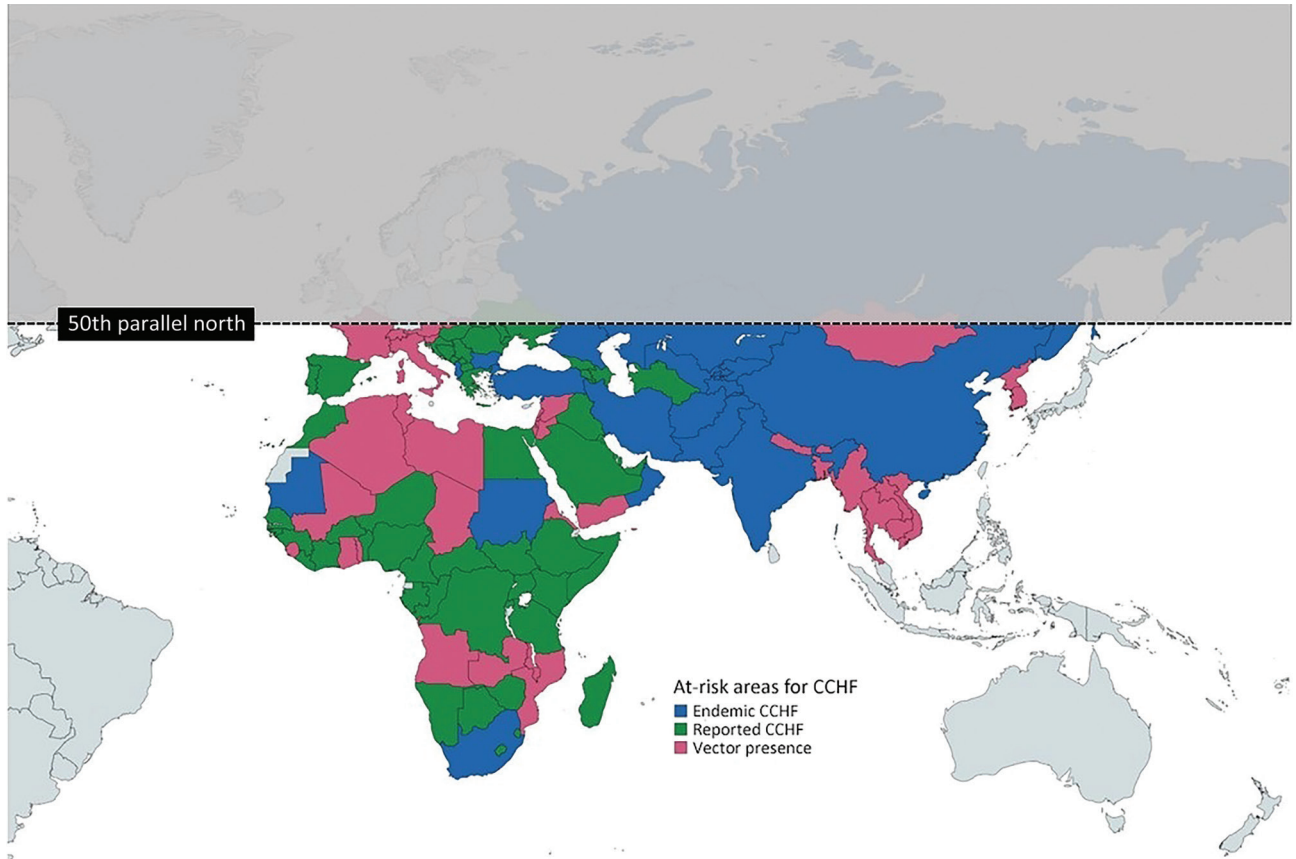 50th parallel north
At-risk areas for CCHF
Endemic CCHF
Reported CCHF
Vector presence